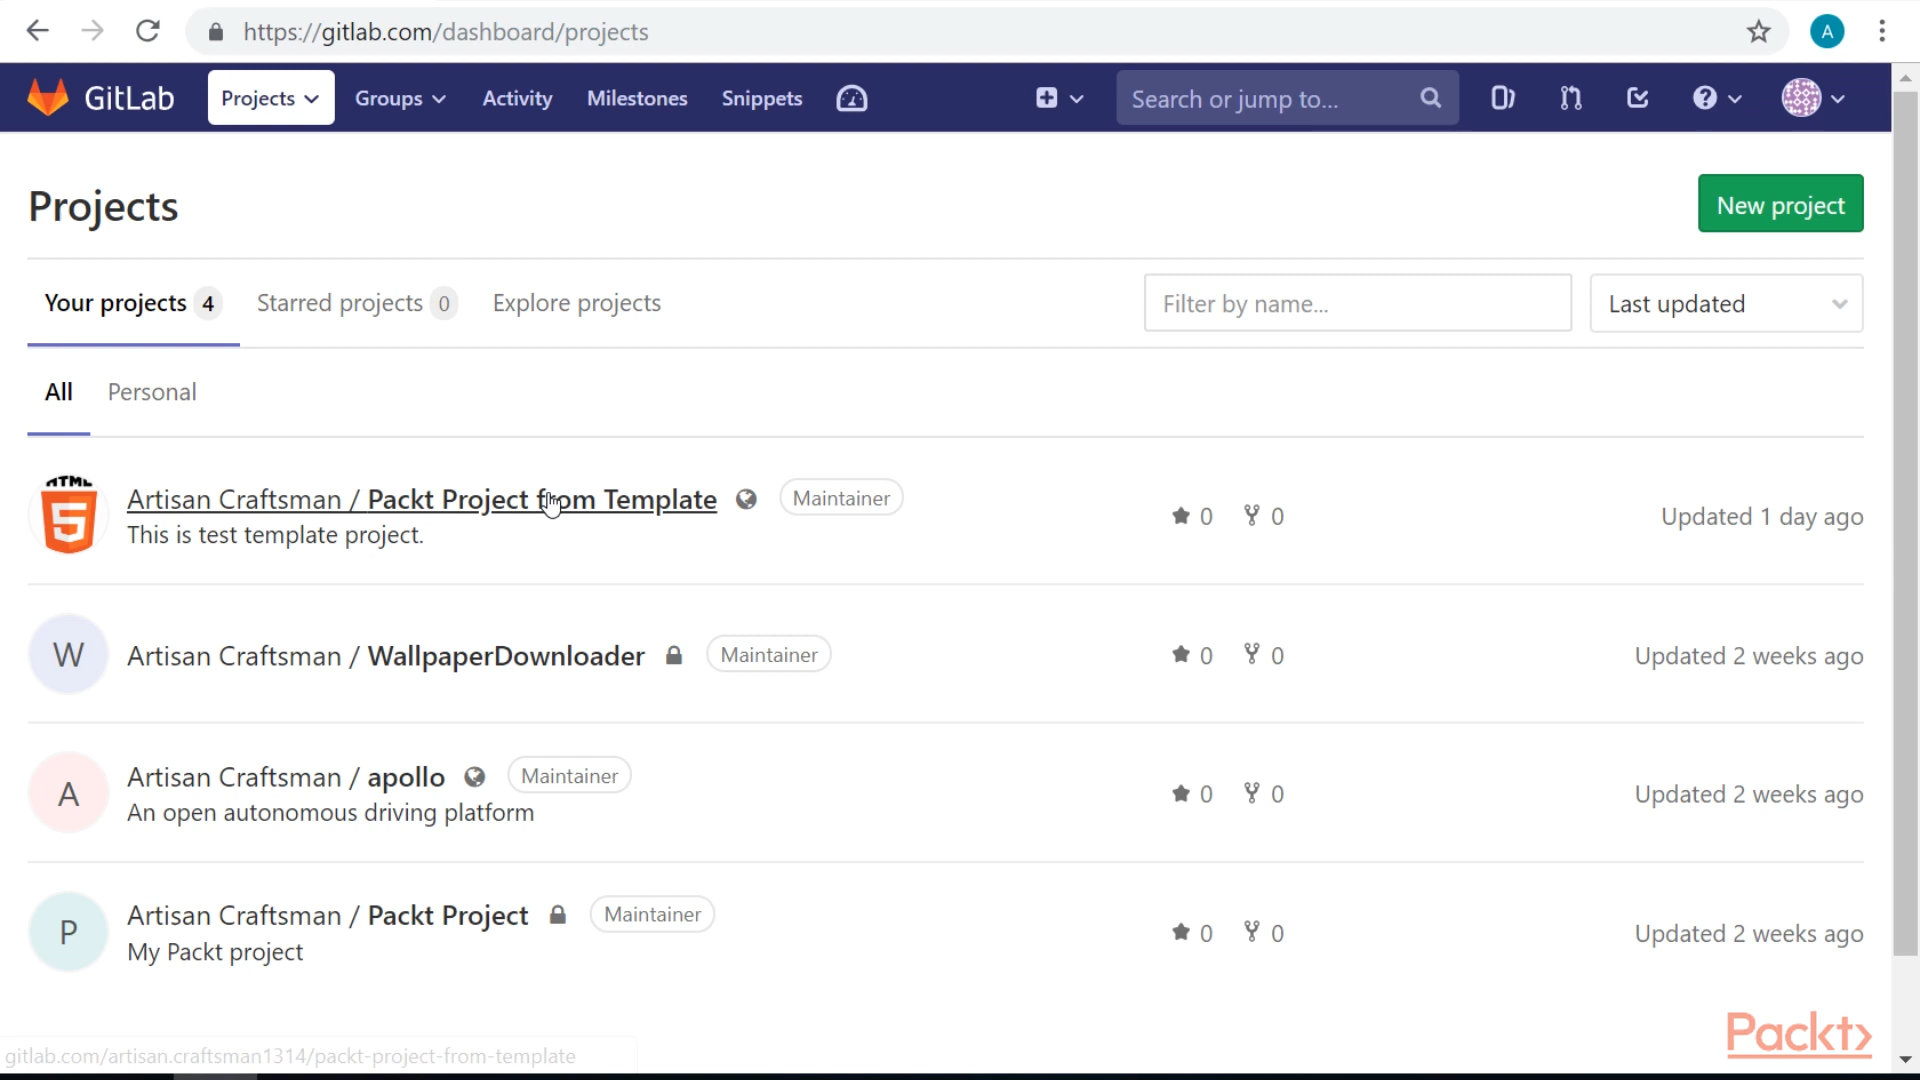 https://gitlab.com/dashboard/projects
A
GitLab Projects Groups Activity Milestones Snippets Search or jump to...
Projects
New project
Your projects 4 Starred projects 0 Explore projects Filter by name... Last updated
All Personal
HTML
5
Artisan Craftsman / Packt Project from Template Maintainer
This is test template project.
0 0 Updated 1 day ago
W Artisan Craftsman / WallpaperDownloader Maintainer 0 0 Updated 2 weeks ago
A
Artisan Craftsman / apollo Maintainer
An open autonomous driving platform
0 0 Updated 2 weeks ago
P
Artisan Craftsman / Packt Project Maintainer
My Packt project
0 0 Updated 2 weeks ago
Packt
gitlab.com/artisan.craftsman1314/packt-project-from-template